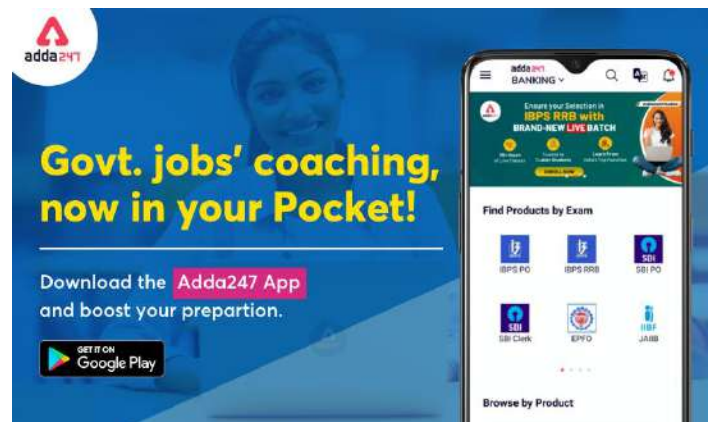 adda247
Govt. jobs' coaching,
now in your Pocket!
Download the Adda247 App
and boost your prepartion.
GET IT ON
Google Play
adda247
BANKING
Ensure your Selection in
IBPS RRB with
BRAND-NEW LIVE BATCH
ENROLL NOW
Find Products by Exam
IBPS PO IBPS RRB SBI PO
SBI Clerk EPFO JAIIB
Browse by Product